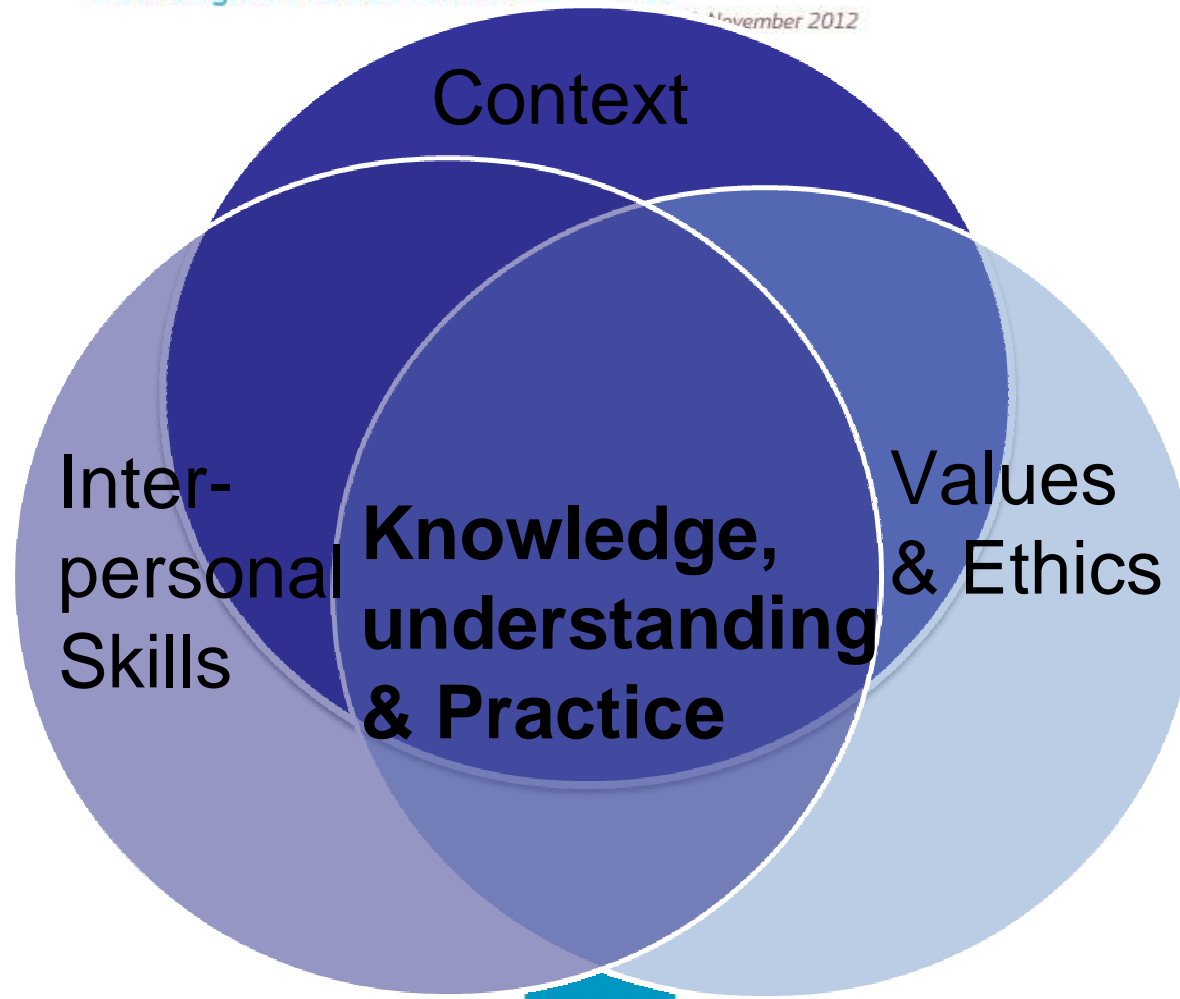 November 2012
Context
Inter-
personal
Skills
Knowledge,
understanding
& Practice
Values
& Ethics